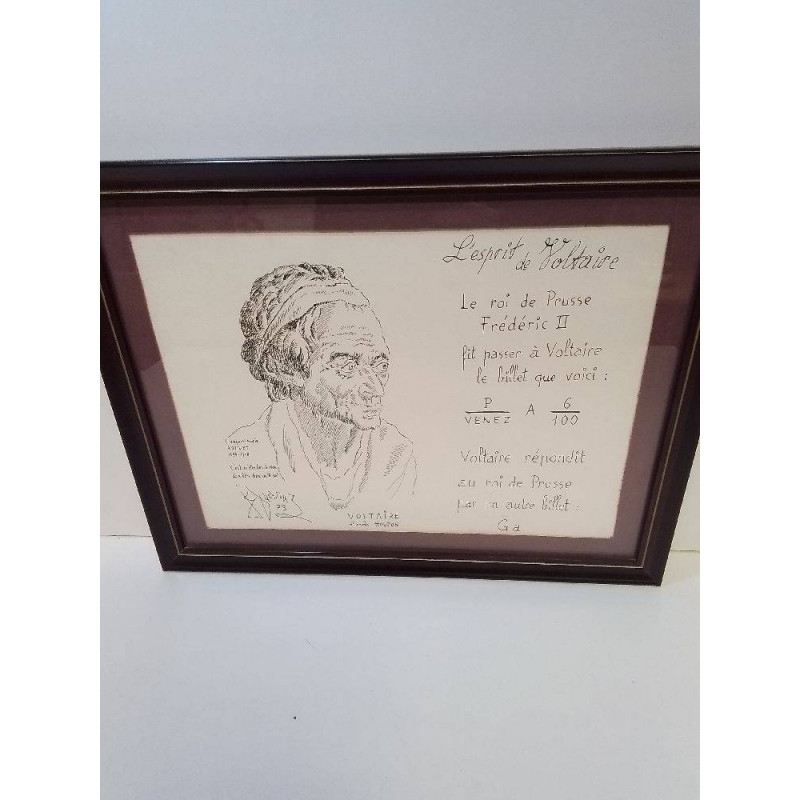 L'esprit
de Voltaire
Le roi de Prusse
Frédéric II
fit passer à Voltaire
le billet que voici :
P A 6
VENEZ 100
Voltaire répondit
au roi de Prusse
par un autre billet :
Ga
VOLTAIRE